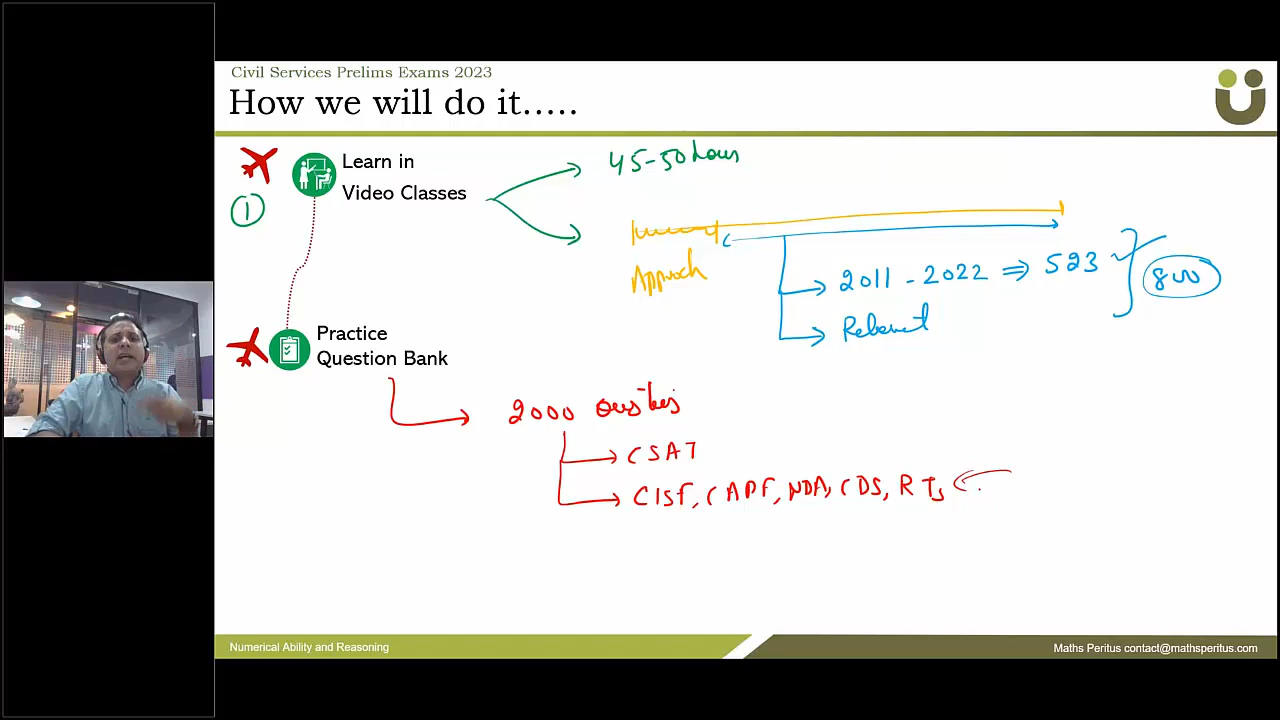 Civil Services Prelims Exams 2023
How we will do it.....
Learn in
Video Classes
①
45-50 hours
Approach
2011 - 2022 ⇒ 523
800
Relevant
Practice
Question Bank
2000
CSAT
CISF, CAPF, NDA, CDS,
Numerical Ability and Reasoning
Maths Peritus contact@mathsperitus.com